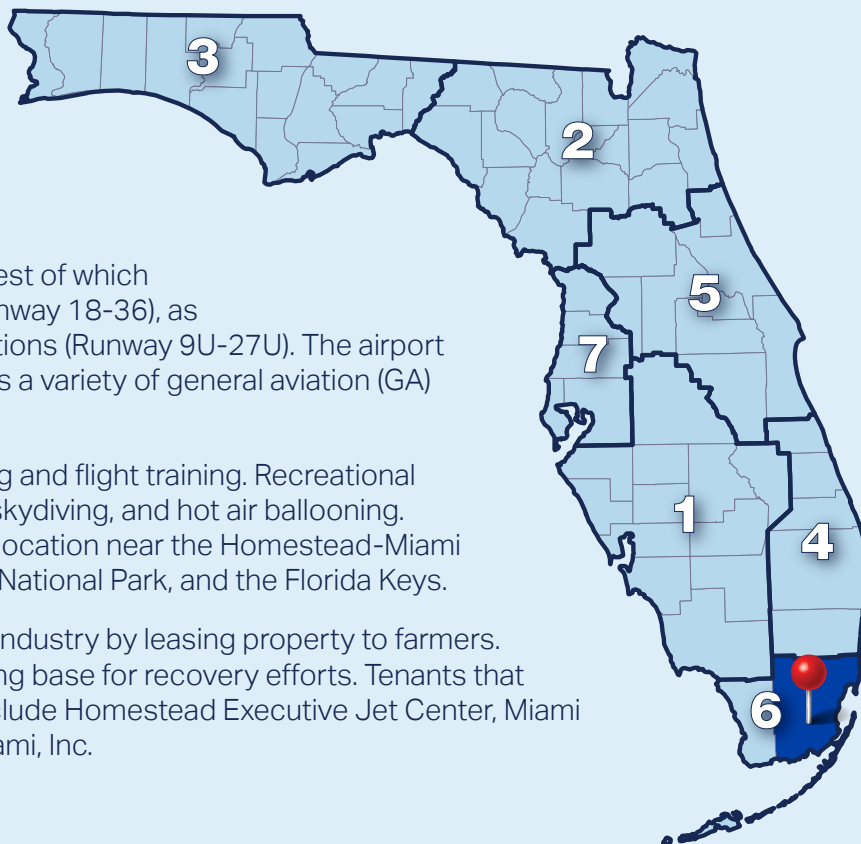 3
2
est of which
nway 18-36), as
tions (Runway 9U-27U). The airport
s a variety of general aviation (GA)
5
7
g and flight training. Recreational
skydiving, and hot air ballooning.
location near the Homestead-Miami
National Park, and the Florida Keys.
1
4
industry by leasing property to farmers.
ng base for recovery efforts. Tenants that
clude Homestead Executive Jet Center, Miami
ami, Inc.
6